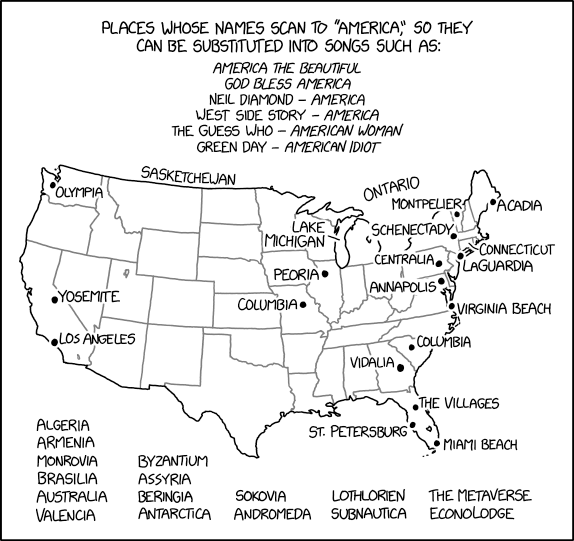 PLACES WHOSE NAMES SCAN TO "AMERICA," SO THEY
CAN BE SUBSTITUTED INTO SONGS SUCH AS:
AMERICA THE BEAUTIFUL
GOD BLESS AMERICA
NEIL DIAMOND – AMERICA
WEST SIDE STORY – AMERICA
THE GUESS WHO – AMERICAN WOMAN
GREEN DAY – AMERICAN IDIOT
SASKETCHEWAN
OLYMPIA
ONTARIO
MONTPELIER
ACADIA
LAKE
MICHIGAN
SCHENECTADY
CONNECTICUT
CENTRALIA
LAGUARDIA
PEORIA
ANNAPOLIS
YOSEMITE
COLUMBIA
VIRGINIA BEACH
LOS ANGELES
COLUMBIA
VIDALIA
THE VILLAGES
ST. PETERSBURG
MIAMI BEACH
ALGERIA
ARMENIA
MONROVIA
BRASILIA
AUSTRALIA
VALENCIA
BYZANTIUM
ASSYRIA
BERINGIA
ANTARCTICA
SOKOVIA
ANDROMEDA
LOTHLORIEN
SUBNAUTICA
THE METAVERSE
ECONOLODGE